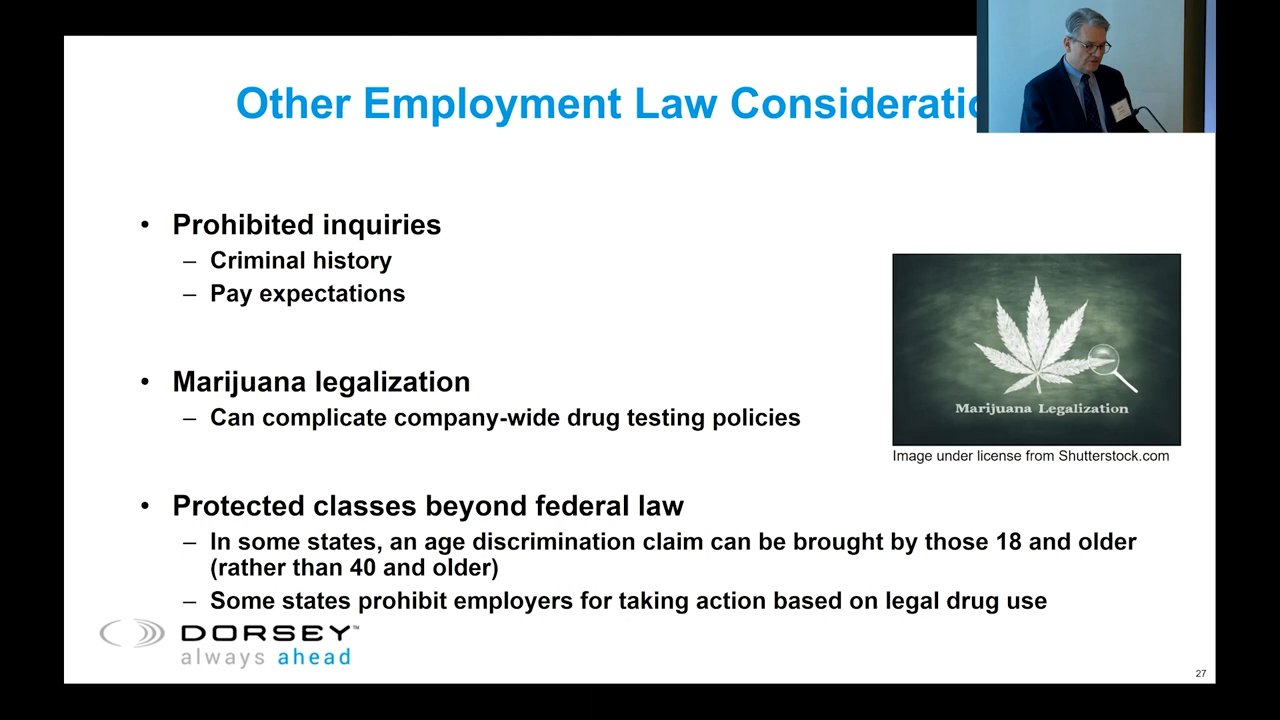 Other Employment Law Consideratio
• Prohibited inquiries
– Criminal history
– Pay expectations
• Marijuana legalization
– Can complicate company-wide drug testing policies
Marijuana Legalization
Image under license from Shutterstock.com
• Protected classes beyond federal law
– In some states, an age discrimination claim can be brought by those 18 and older
(rather than 40 and older)
– Some states prohibit employers for taking action based on legal drug use
DORSEY™
always ahead
27